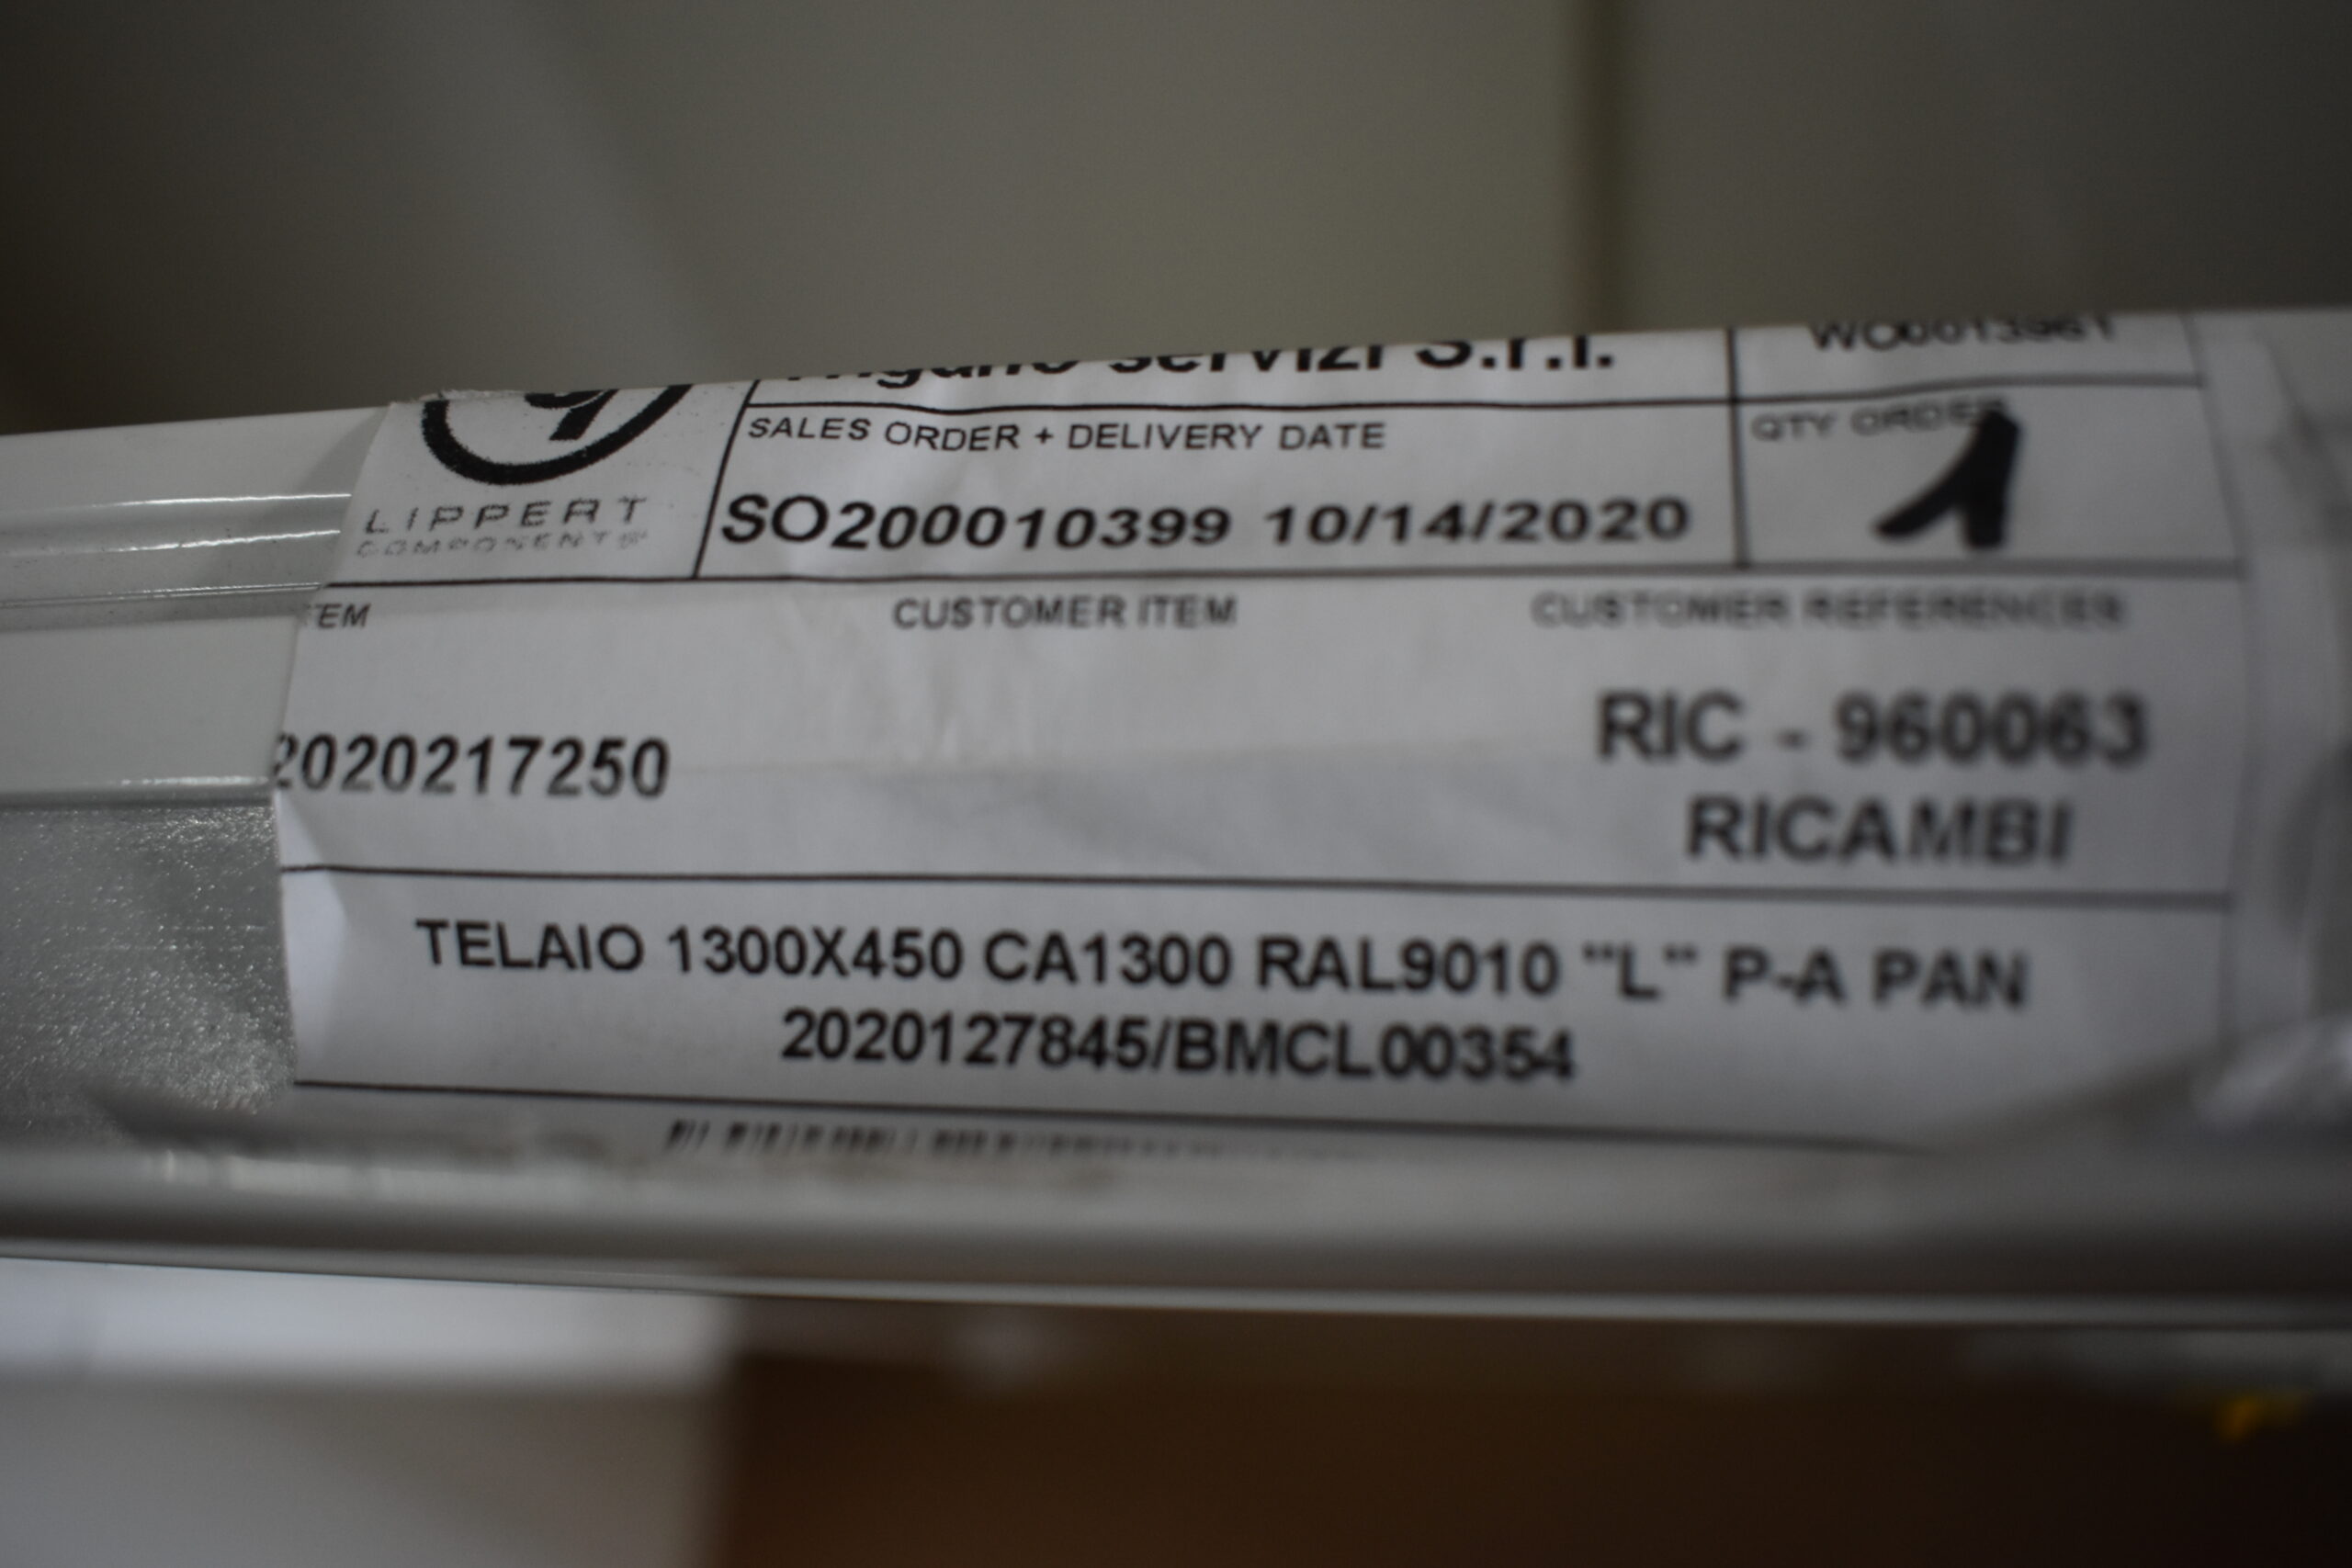 servizi S.r.l.
SALES ORDER + DELIVERY DATE
QTY ORDER
LIPPERT
COMPONENTS®
SO200010399 10/14/2020
1
CUSTOMER ITEM
CUSTOMER REFERENCES
2020217250
RIC - 960063
RICAMBI
TELAIO 1300X450 CA1300 RAL9010 "L" P-A PAN
2020127845/BMCL00354